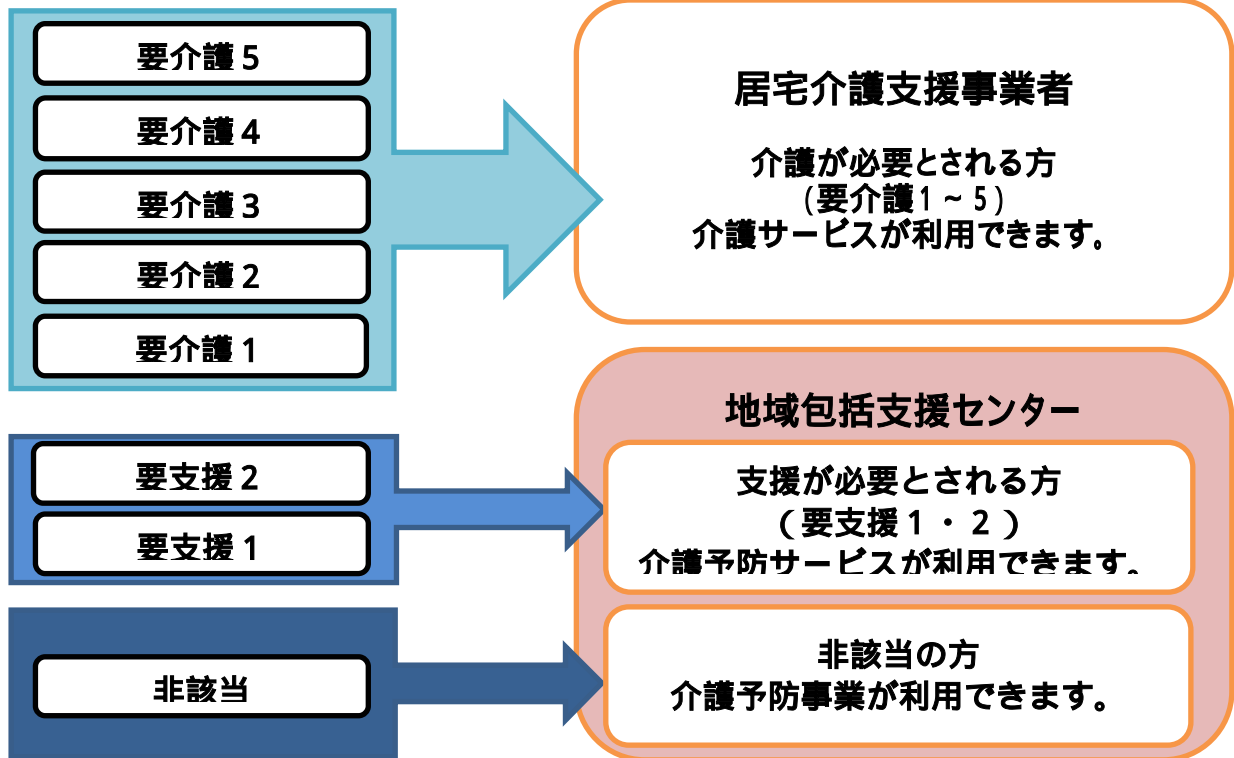 要介護５
要介護４
要介護３
要介護２
要介護１
居宅介護支援事業者
介護が必要とされる方
(要介護1～5)
介護サービスが利用できます。
要支援２
要支援１
地域包括支援センター
支援が必要とされる方
（要支援１・２）
介護予防サービスが利用できます。
非該当
非該当の方
介護予防事業が利用できます。